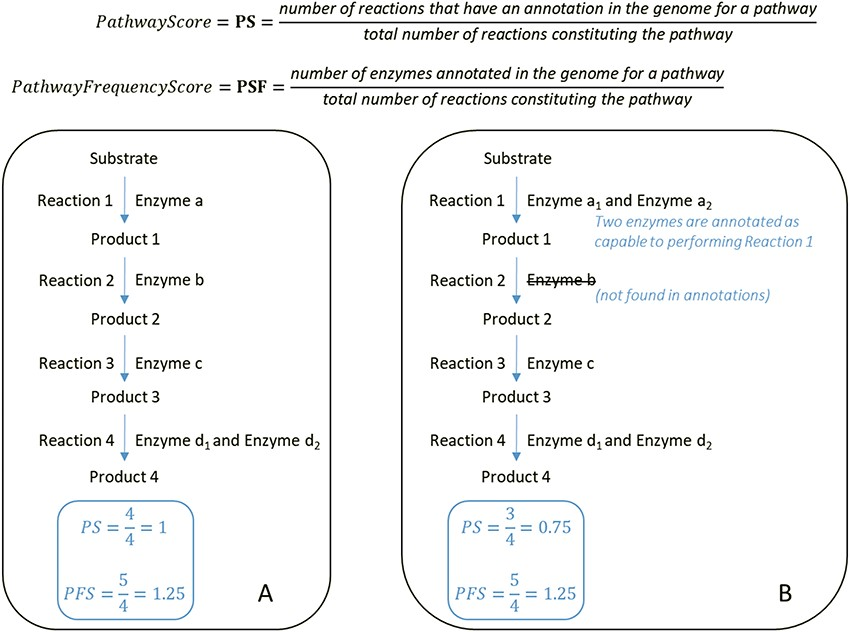 PathwayScore = PS = number of reactions that have an annotation in the genome for a pathway / total number of reactions constituting the pathway
PathwayFrequencyScore = PSF = number of enzymes annotated in the genome for a pathway / total number of reactions constituting the pathway
Substrate
Reaction 1 Enzyme a
Product 1
Reaction 2 Enzyme b
Product 2
Reaction 3 Enzyme c
Product 3
Reaction 4 Enzyme d1 and Enzyme d2
Product 4
PS = 4/4 = 1
PFS = 5/4 = 1.25
A
Substrate
Reaction 1 Enzyme a1 and Enzyme a2
Two enzymes are annotated as
capable to performing Reaction 1
Product 1
Reaction 2 Enzyme b
(not found in annotations)
Product 2
Reaction 3 Enzyme c
Product 3
Reaction 4 Enzyme d1 and Enzyme d2
Product 4
PS = 3/4 = 0.75
PFS = 5/4 = 1.25
B